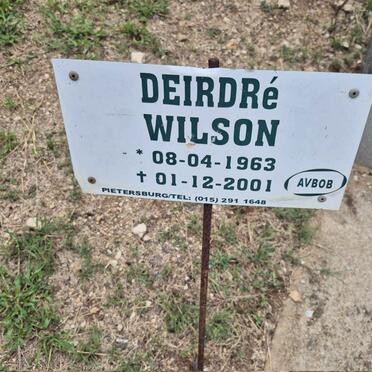 DEIRDRé
WILSON
* 08-04-1963
† 01-12-2001
AVBOB
PIETERSBURG/TEL: (015) 291 1648